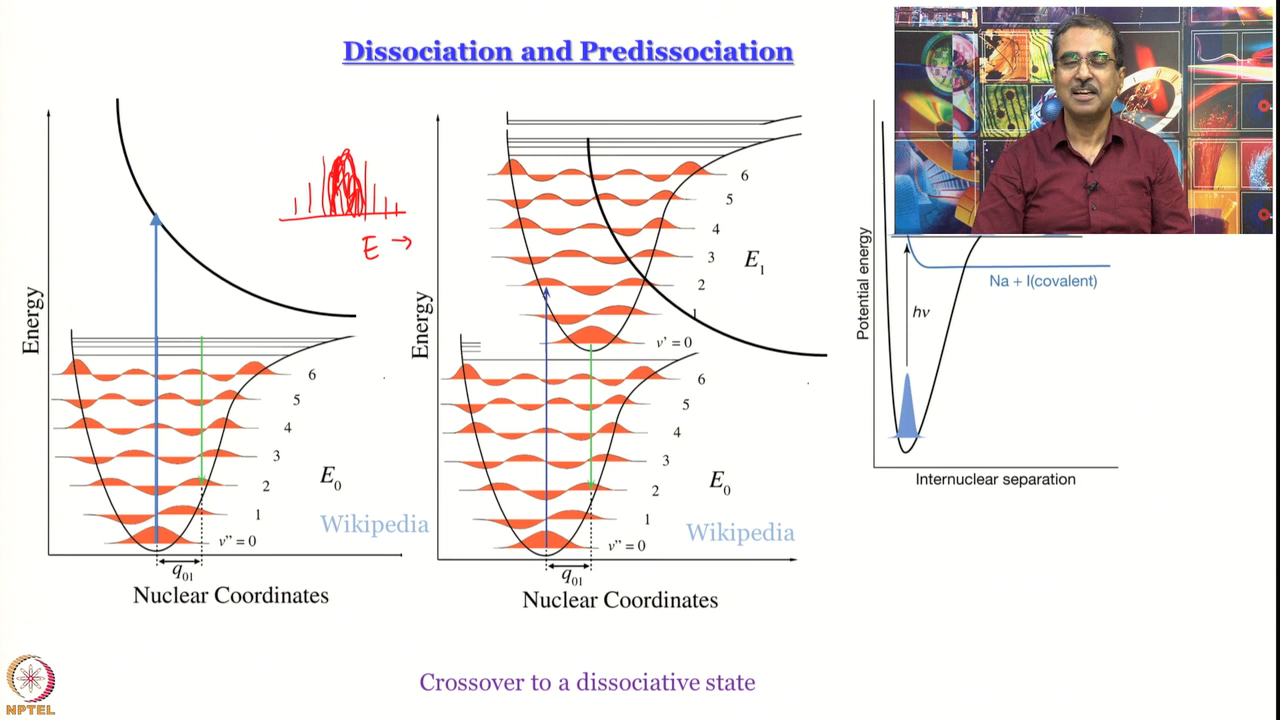 Dissociation and Predissociation
Energy
6
5
4
3
2
1
v" = 0
E0
Wikipedia
q01
Nuclear Coordinates
E →
Energy
6
5
4
3
2
1
v' = 0
E1
6
5
4
3
2
1
v" = 0
E0
Wikipedia
q01
Nuclear Coordinates
Potential energy
Na + I(covalent)
hν
Internuclear separation
Crossover to a dissociative state
NPTEL